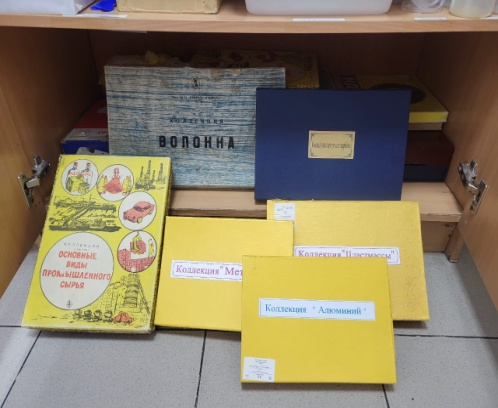 КОЛЛЕКЦИЯ
ВОЛОКНА
КОЛЛЕКЦИЯ
ОСНОВНЫЕ
ВИДЫ
ПРОМЫШЛЕННОГО
СЫРЬЯ
Коллекция "Мет
Коллекция "Пластмассы"
Коллекция " Алюминий"